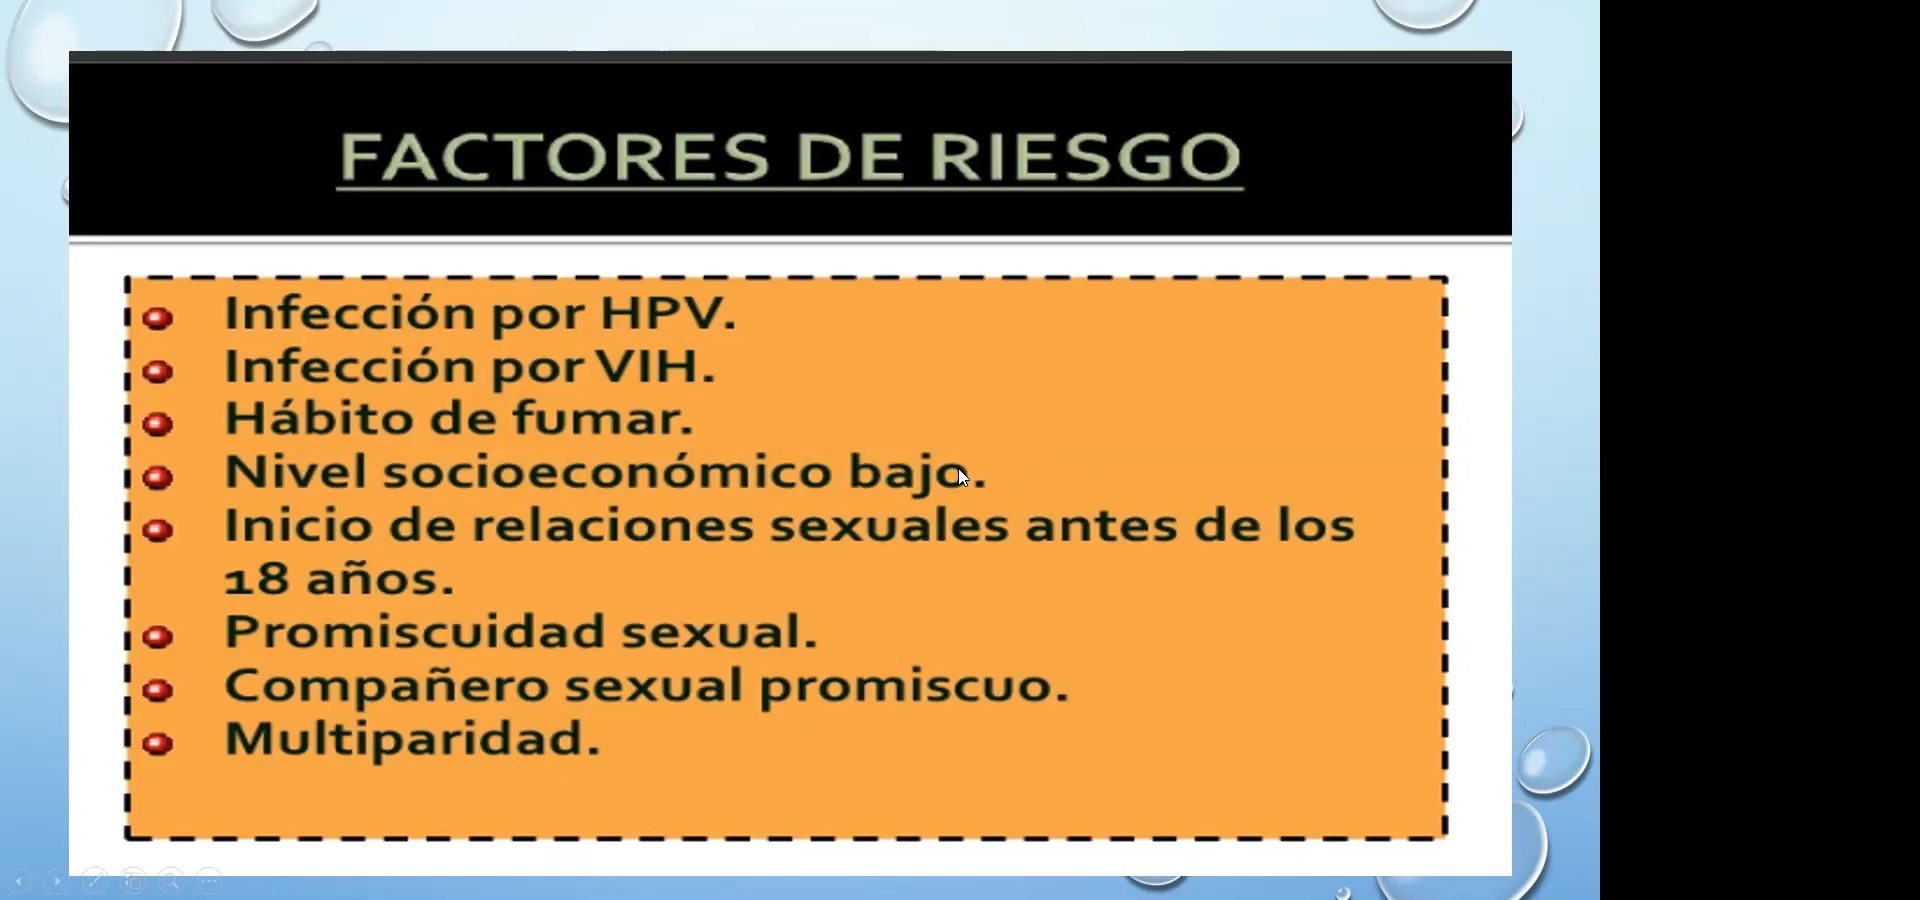 FACTORES DE RIESGO
Infección por HPV.
Infección por VIH.
Hábito de fumar.
Nivel socioeconómico bajo.
Inicio de relaciones sexuales antes de los
18 años.
Promiscuidad sexual.
Compañero sexual promiscuo.
Multiparidad.